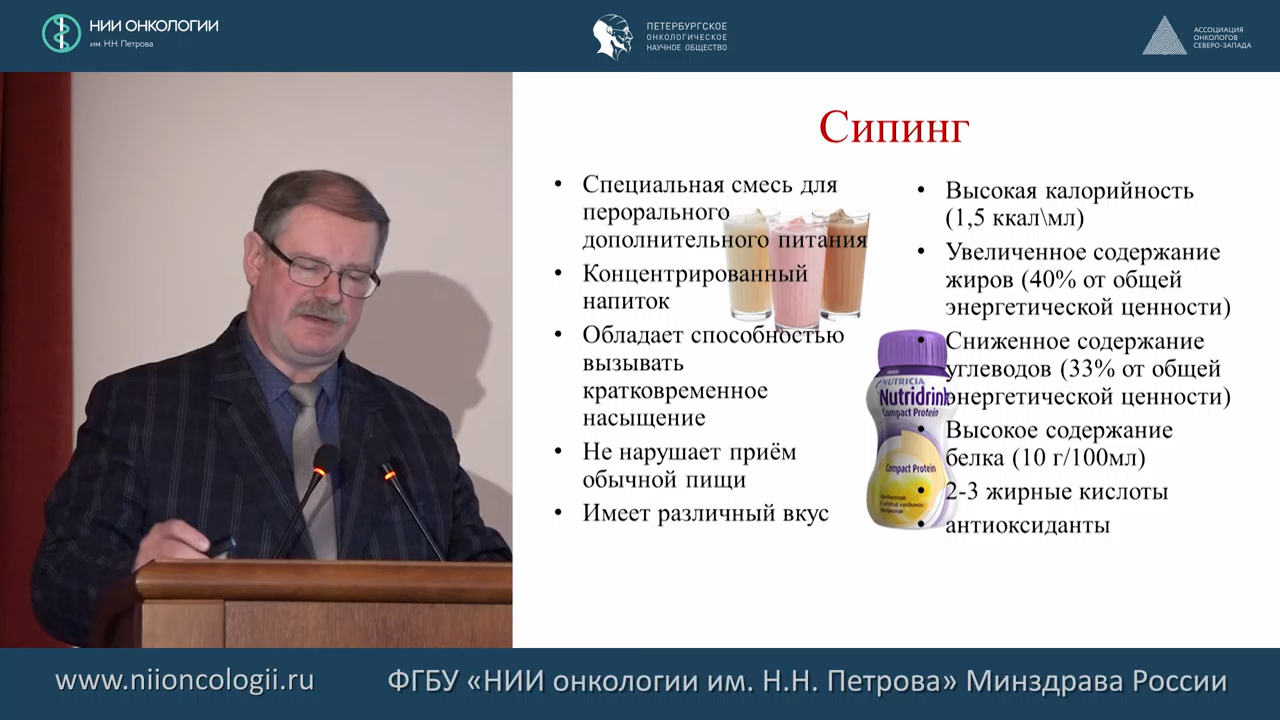 НИИ ОНКОЛОГИИ
им. Н.Н. Петрова
ПЕТЕРБУРГСКОЕ
ОНКОЛОГИЧЕСКОЕ
НАУЧНОЕ ОБЩЕСТВО
АССОЦИАЦИЯ
ОНКОЛОГОВ
СЕВЕРО-ЗАПАДА
Сипинг
• Специальная смесь для
перорального
дополнительного питания
• Концентрированный
напиток
• Обладает способностью
вызывать
кратковременное
насыщение
• Не нарушает приём
обычной пищи
• Имеет различный вкус
• Высокая калорийность
(1,5 ккал\мл)
• Увеличенное содержание
жиров (40% от общей
энергетической ценности)
• Сниженное содержание
углеводов (33% от общей
энергетической ценности)
• Высокое содержание
белка (10 г/100мл)
• 2-3 жирные кислоты
• антиоксиданты
NUTRICIA
Nutridrink
Compact Protein
Compact Protein
www.niioncologii.ru
ФГБУ «НИИ онкологии им. Н.Н. Петрова» Минздрава России